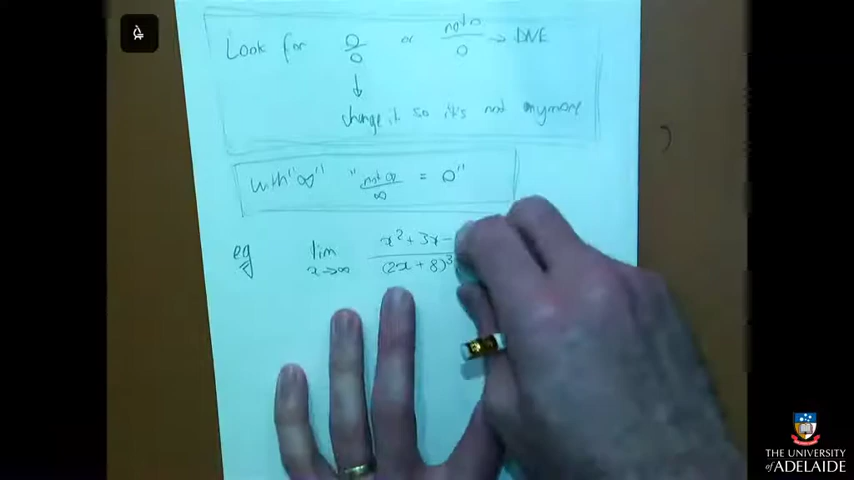 Look for 0/0 or not 0/0 → DNE
↓
change it so it's not anymore
with "∞" "not ∞/∞ = 0"
eg lim x→∞ x² + 3x - / (2x + 8)³
THE UNIVERSITY
of ADELAIDE